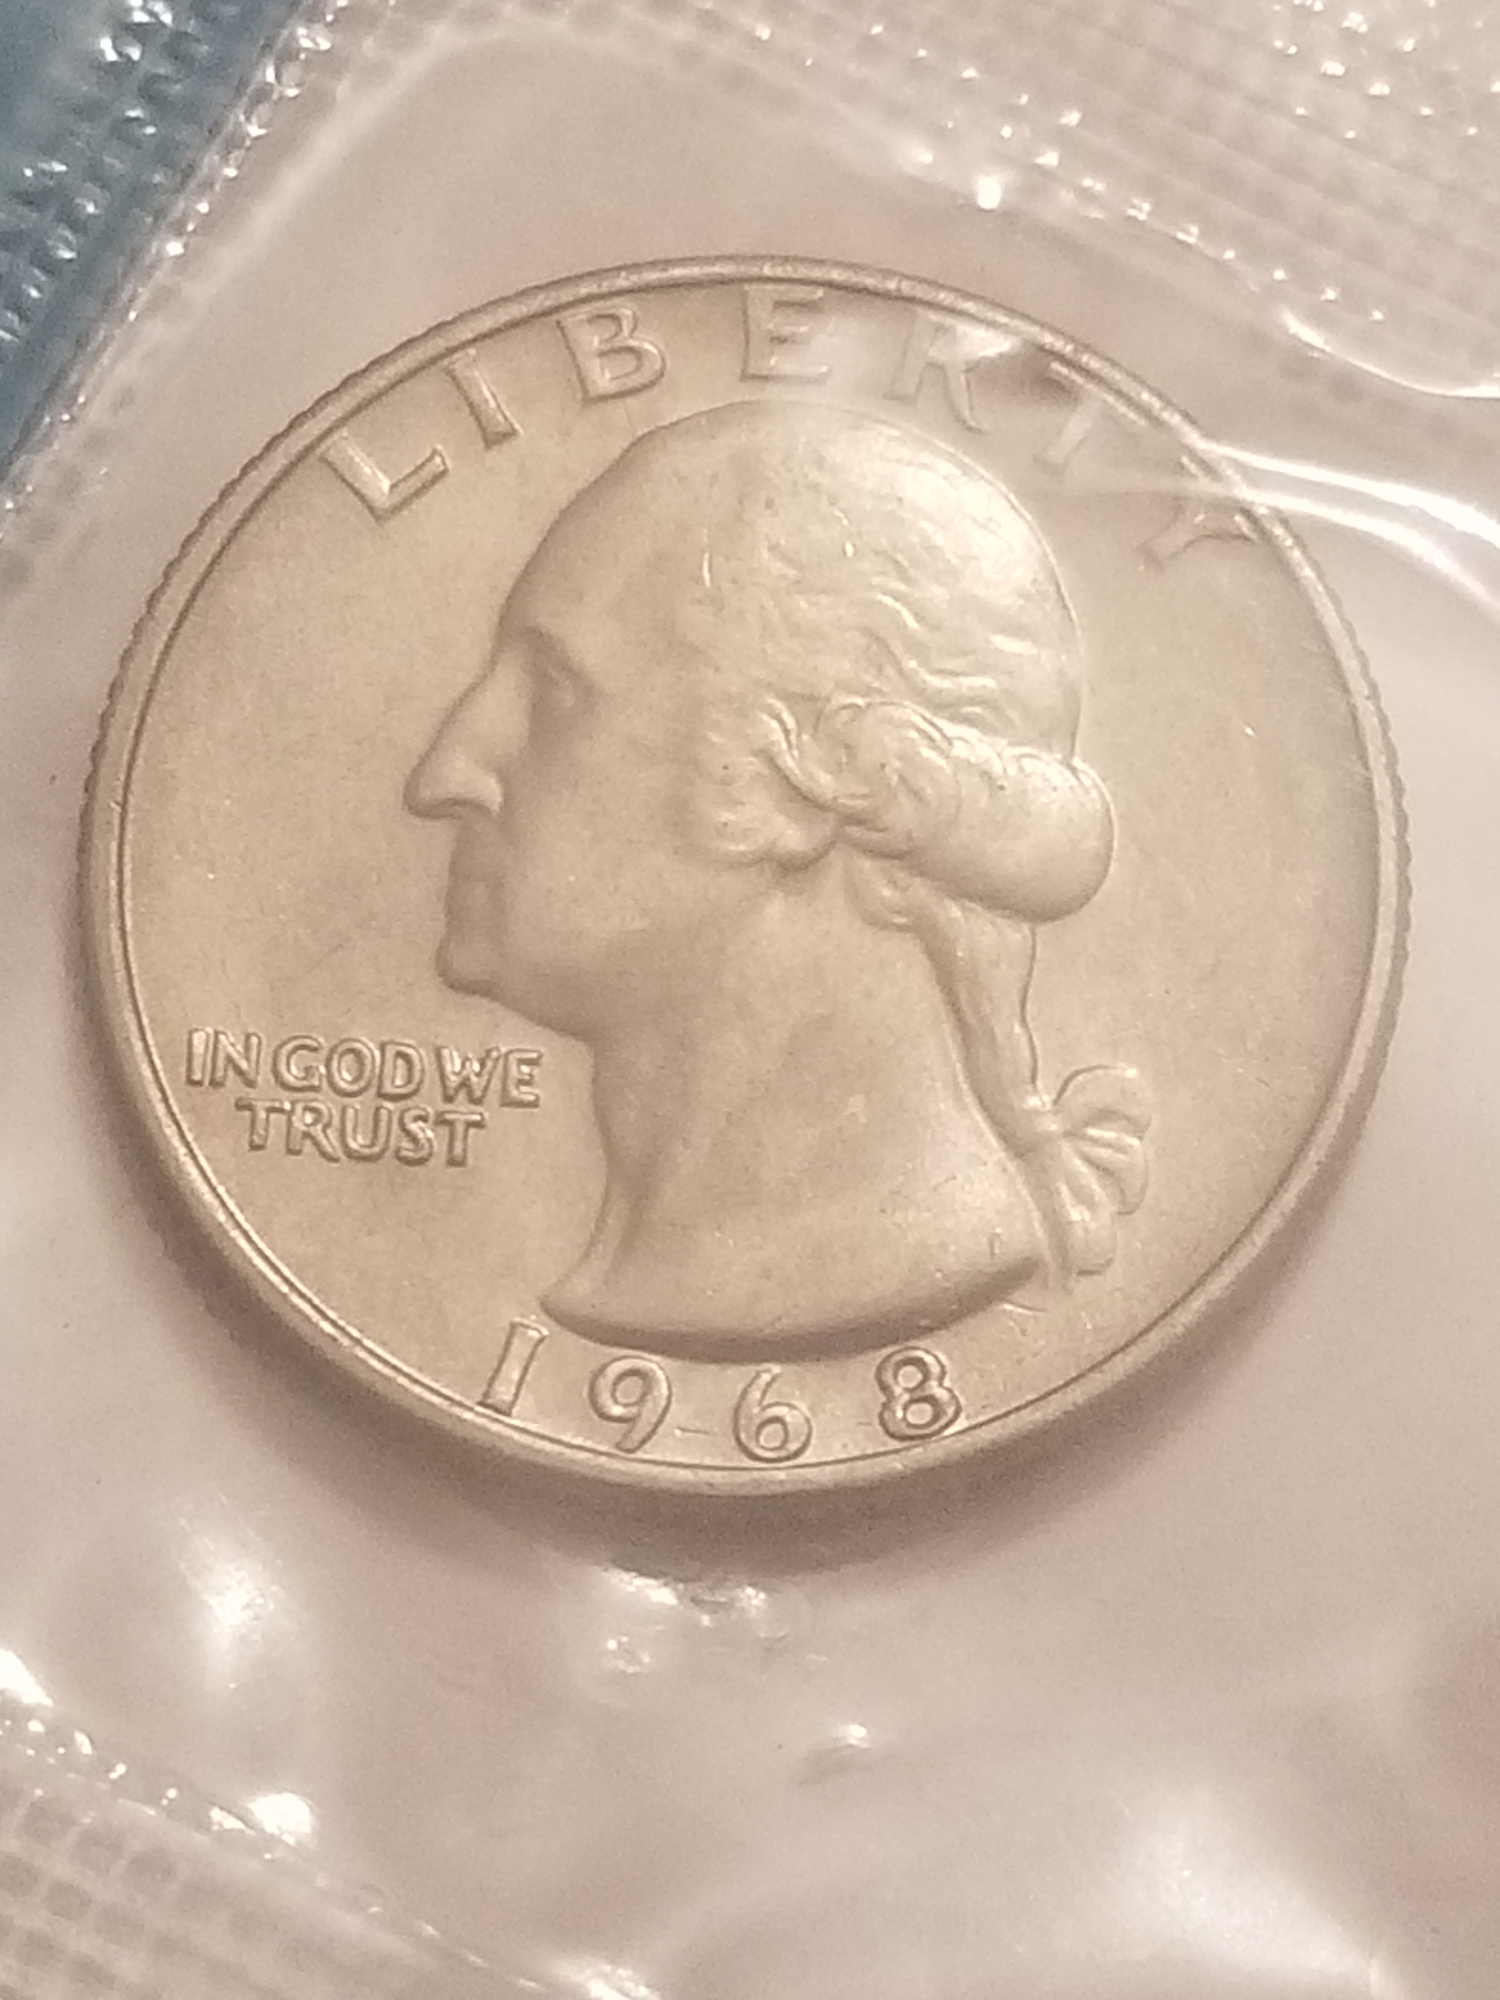 LIBERTY
IN GOD WE
TRUST
1968